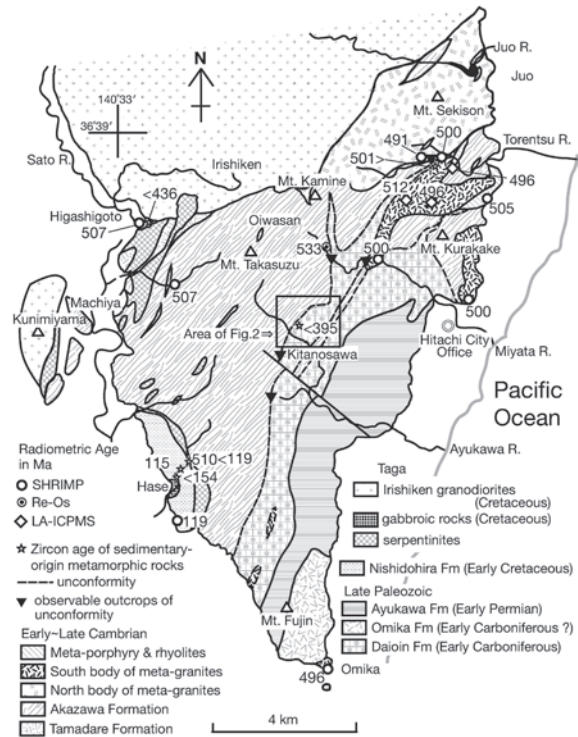 Juo R.
Juo
N
140°33′
36°39′
Mt. Sekison
Sato R.
491
500
Torentsu R.
501>
Irishiken
496
Mt. Kamine
512
496
<436
505
Higashigoto
507
Oiwasan
533
500
Mt. Kurakake
Mt. Takasuzu
507
Machiya
500
Kunimiyama
<395
Area of Fig.2⇒
Hitachi City
Office
Kitanosawa
Miyata R.
Pacific
Ocean
Ayukawa R.
510<119
115
<154
Hase
119
Mt. Fujin
496
Omika
Radiometric Age
in Ma
SHRIMP
Re-Os
LA-ICPMS
Zircon age of sedimentary-
origin metamorphic rocks
unconformity
observable outcrops of
unconformity
Early~Late Cambrian
Meta-porphyry & rhyolites
South body of meta-granites
North body of meta-granites
Akazawa Formation
Tamadare Formation
4 km
Taga
Irishiken granodiorites
(Cretaceous)
gabbroic rocks (Cretaceous)
serpentinites
Nishidohira Fm (Early Cretaceous)
Late Paleozoic
Ayukawa Fm (Early Permian)
Omika Fm (Early Carboniferous ?)
Daioin Fm (Early Carboniferous)